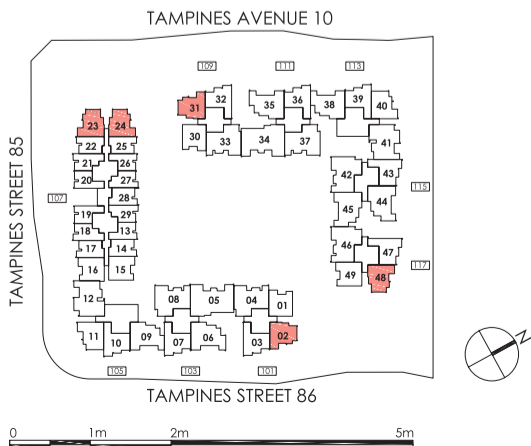 TAMPINES AVENUE 10
109 111 113
31 32 35 36 38 39 40
23 24
30 33 34 37 41
22 25
21 26
20 27
28
42 43
115
107
19 29
18 13
45 44
17 14
16 15
46 47
117
49 48
12
08 05 04 01
11 10 09 07 06 03 02
105 103 101
TAMPINES STREET 85
TAMPINES STREET 86
N
0 1m 2m 5m